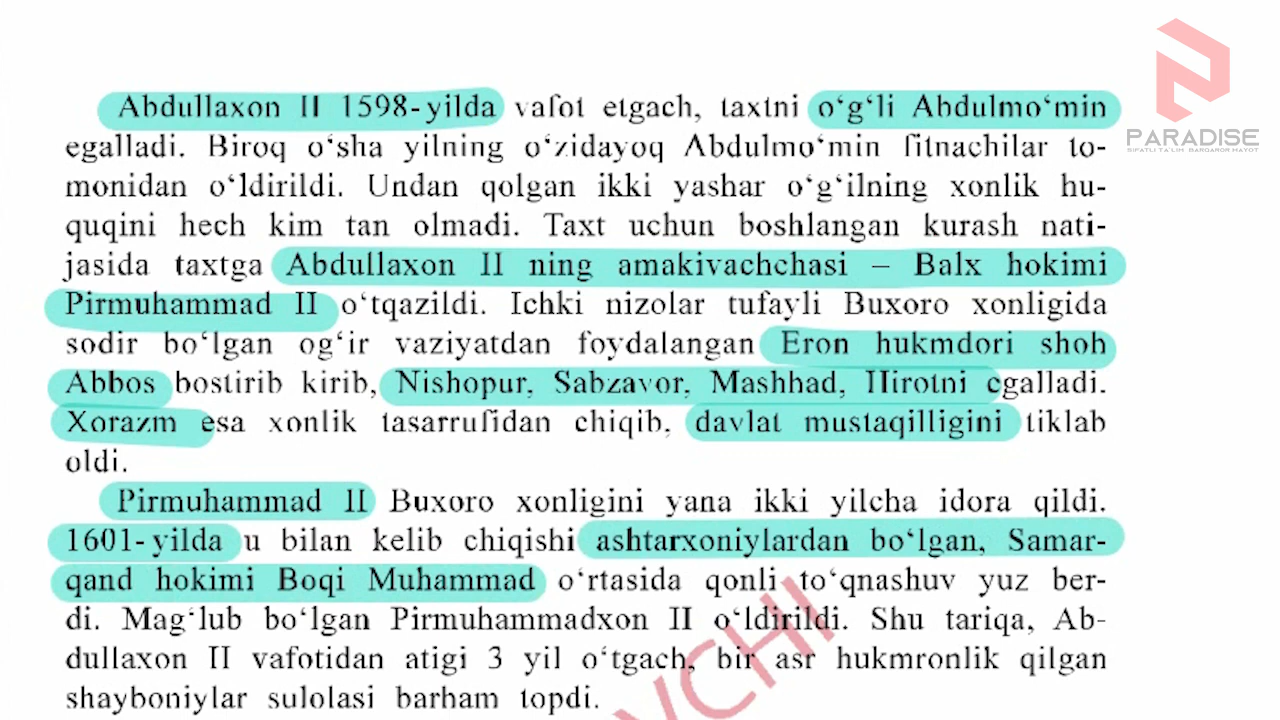 PARADISE
SIFATLI TA'LIM BARQAROR HAYOT
Abdullaxon II 1598-yilda vafot etgach, taxtni o‘g‘li Abdulmo‘min
egalladi. Biroq o‘sha yilning o‘zidayoq Abdulmo‘min fitnachilar to-
monidan o‘ldirildi. Undan qolgan ikki yashar o‘g‘ilning xonlik hu-
quqini hech kim tan olmadi. Taxt uchun boshlangan kurash nati-
jasida taxtga Abdullaxon II ning amakivachchasi – Balx hokimi
Pirmuhammad II o‘tqazildi. Ichki nizolar tufayli Buxoro xonligida
sodir bo‘lgan og‘ir vaziyatdan foydalangan Eron hukmdori shoh
Abbos bostirib kirib, Nishopur, Sabzavor, Mashhad, Hirotni egalladi.
Xorazm esa xonlik tasarrufidan chiqib, davlat mustaqilligini tiklab
oldi.
Pirmuhammad II Buxoro xonligini yana ikki yilcha idora qildi.
1601-yilda u bilan kelib chiqishi ashtarxoniylardan bo‘lgan, Samar-
qand hokimi Boqi Muhammad o‘rtasida qonli to‘qnashuv yuz ber-
di. Mag‘lub bo‘lgan Pirmuhammadxon II o‘ldirildi. Shu tariqa, Ab-
dullaxon II vafotidan atigi 3 yil o‘tgach, bir asr hukmronlik qilgan
shayboniylar sulolasi barham topdi.